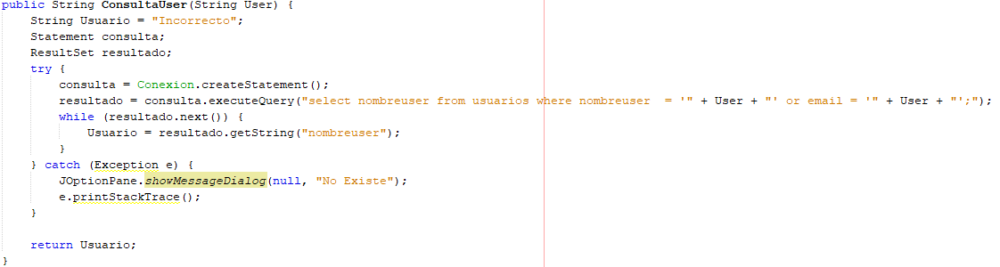 public String ConsultaUser(String User) {
String Usuario = "Incorrecto";
Statement consulta;
ResultSet resultado;
try {
consulta = Conexion.createStatement();
resultado = consulta.executeQuery("select nombreuser from usuarios where nombreuser  = '" + User + "' or email = '" + User + "';");
while (resultado.next()) {
Usuario = resultado.getString("nombreuser");
}
} catch (Exception e) {
JOptionPane.showMessageDialog(null, "No Existe");
e.printStackTrace();
}
return Usuario;
}